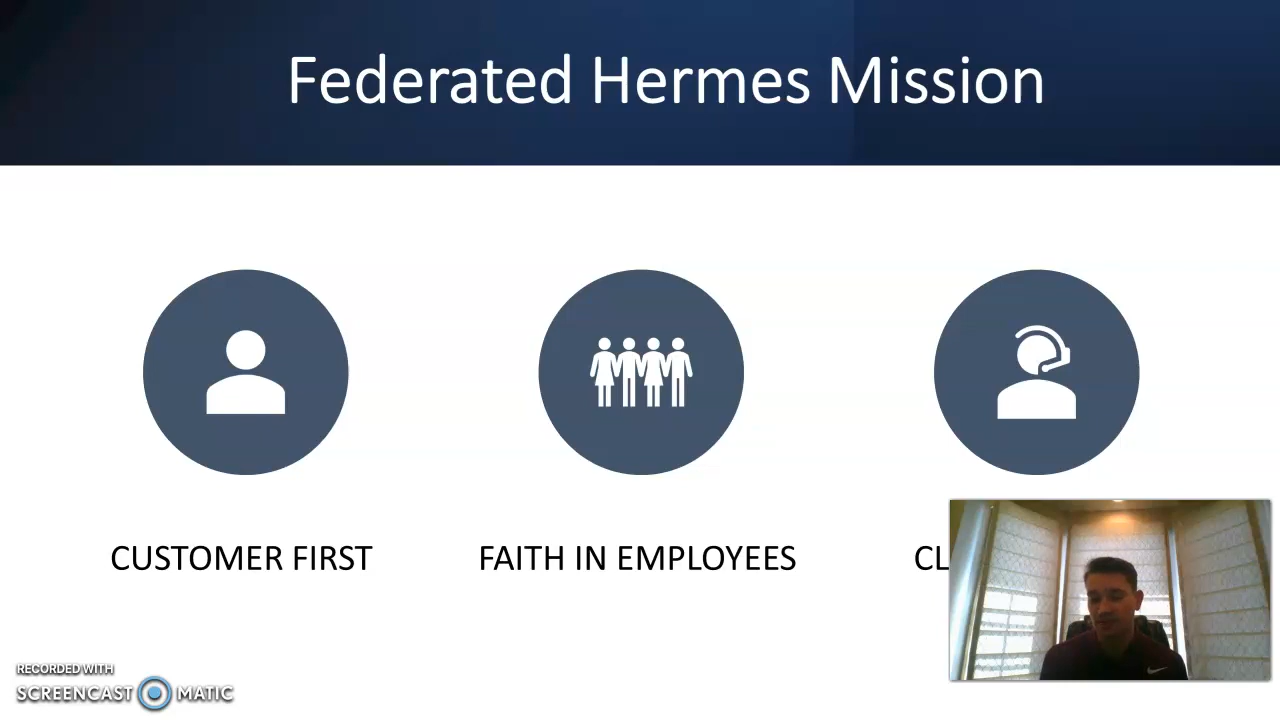 Federated Hermes Mission
CUSTOMER FIRST
FAITH IN EMPLOYEES
RECORDED WITH
SCREENCAST MATIC